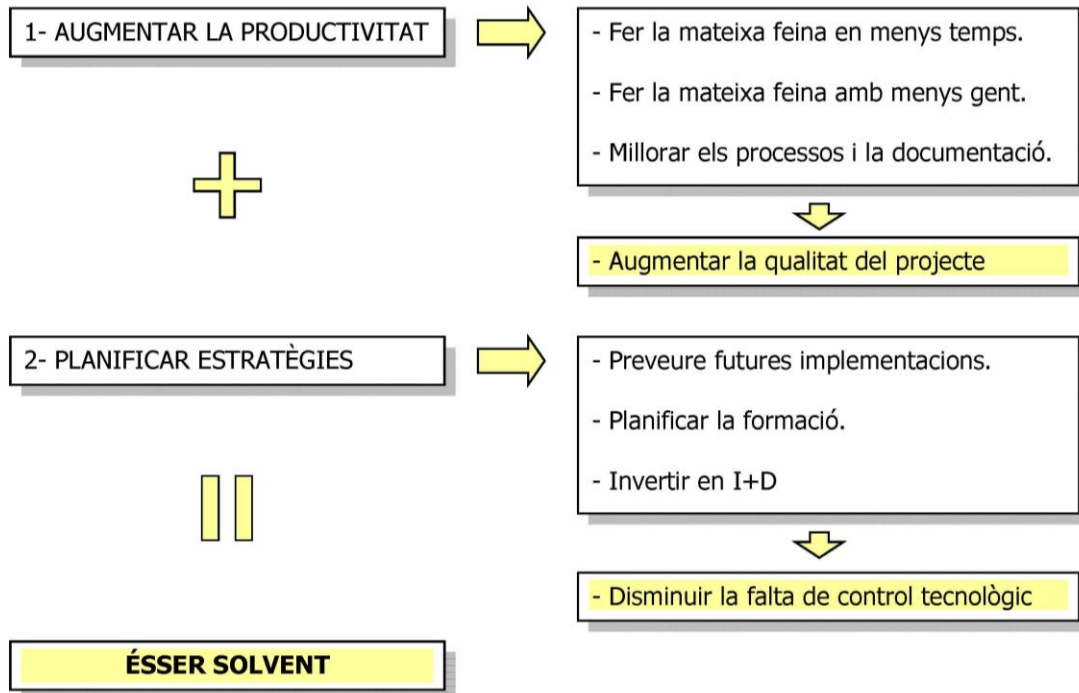 1- AUGMENTAR LA PRODUCTIVITAT
- Fer la mateixa feina en menys temps.
- Fer la mateixa feina amb menys gent.
- Millorar els processos i la documentació.
- Augmentar la qualitat del projecte
2- PLANIFICAR ESTRATÈGIES
- Preveure futures implementacions.
- Planificar la formació.
- Invertir en I+D
- Disminuir la falta de control tecnològic
ÉSSER SOLVENT